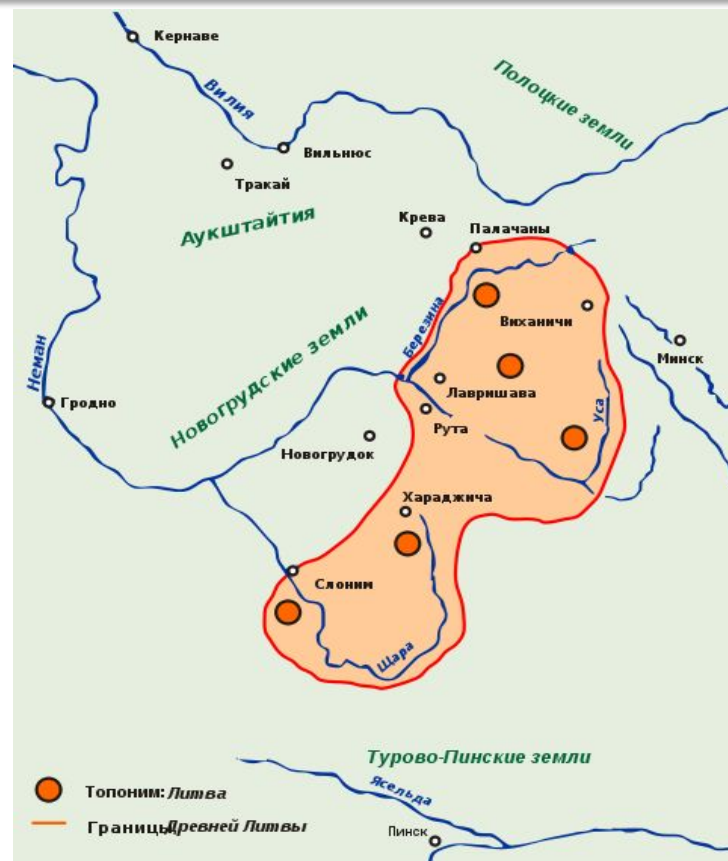 Кернаве
Вилия
Полоцкие земли
Вильнюс
Тракай
Аукштайтия
Крева
Палачаны
Березина
Виханичи
Неман
Новогрудские земли
Минск
Гродно
Лавришава
Уса
Рута
Новогрудок
Хараджича
Слоним
Щара
Турово-Пинские земли
Топоним: Литва
Ясельда
Границы Древней Литвы
Пинск